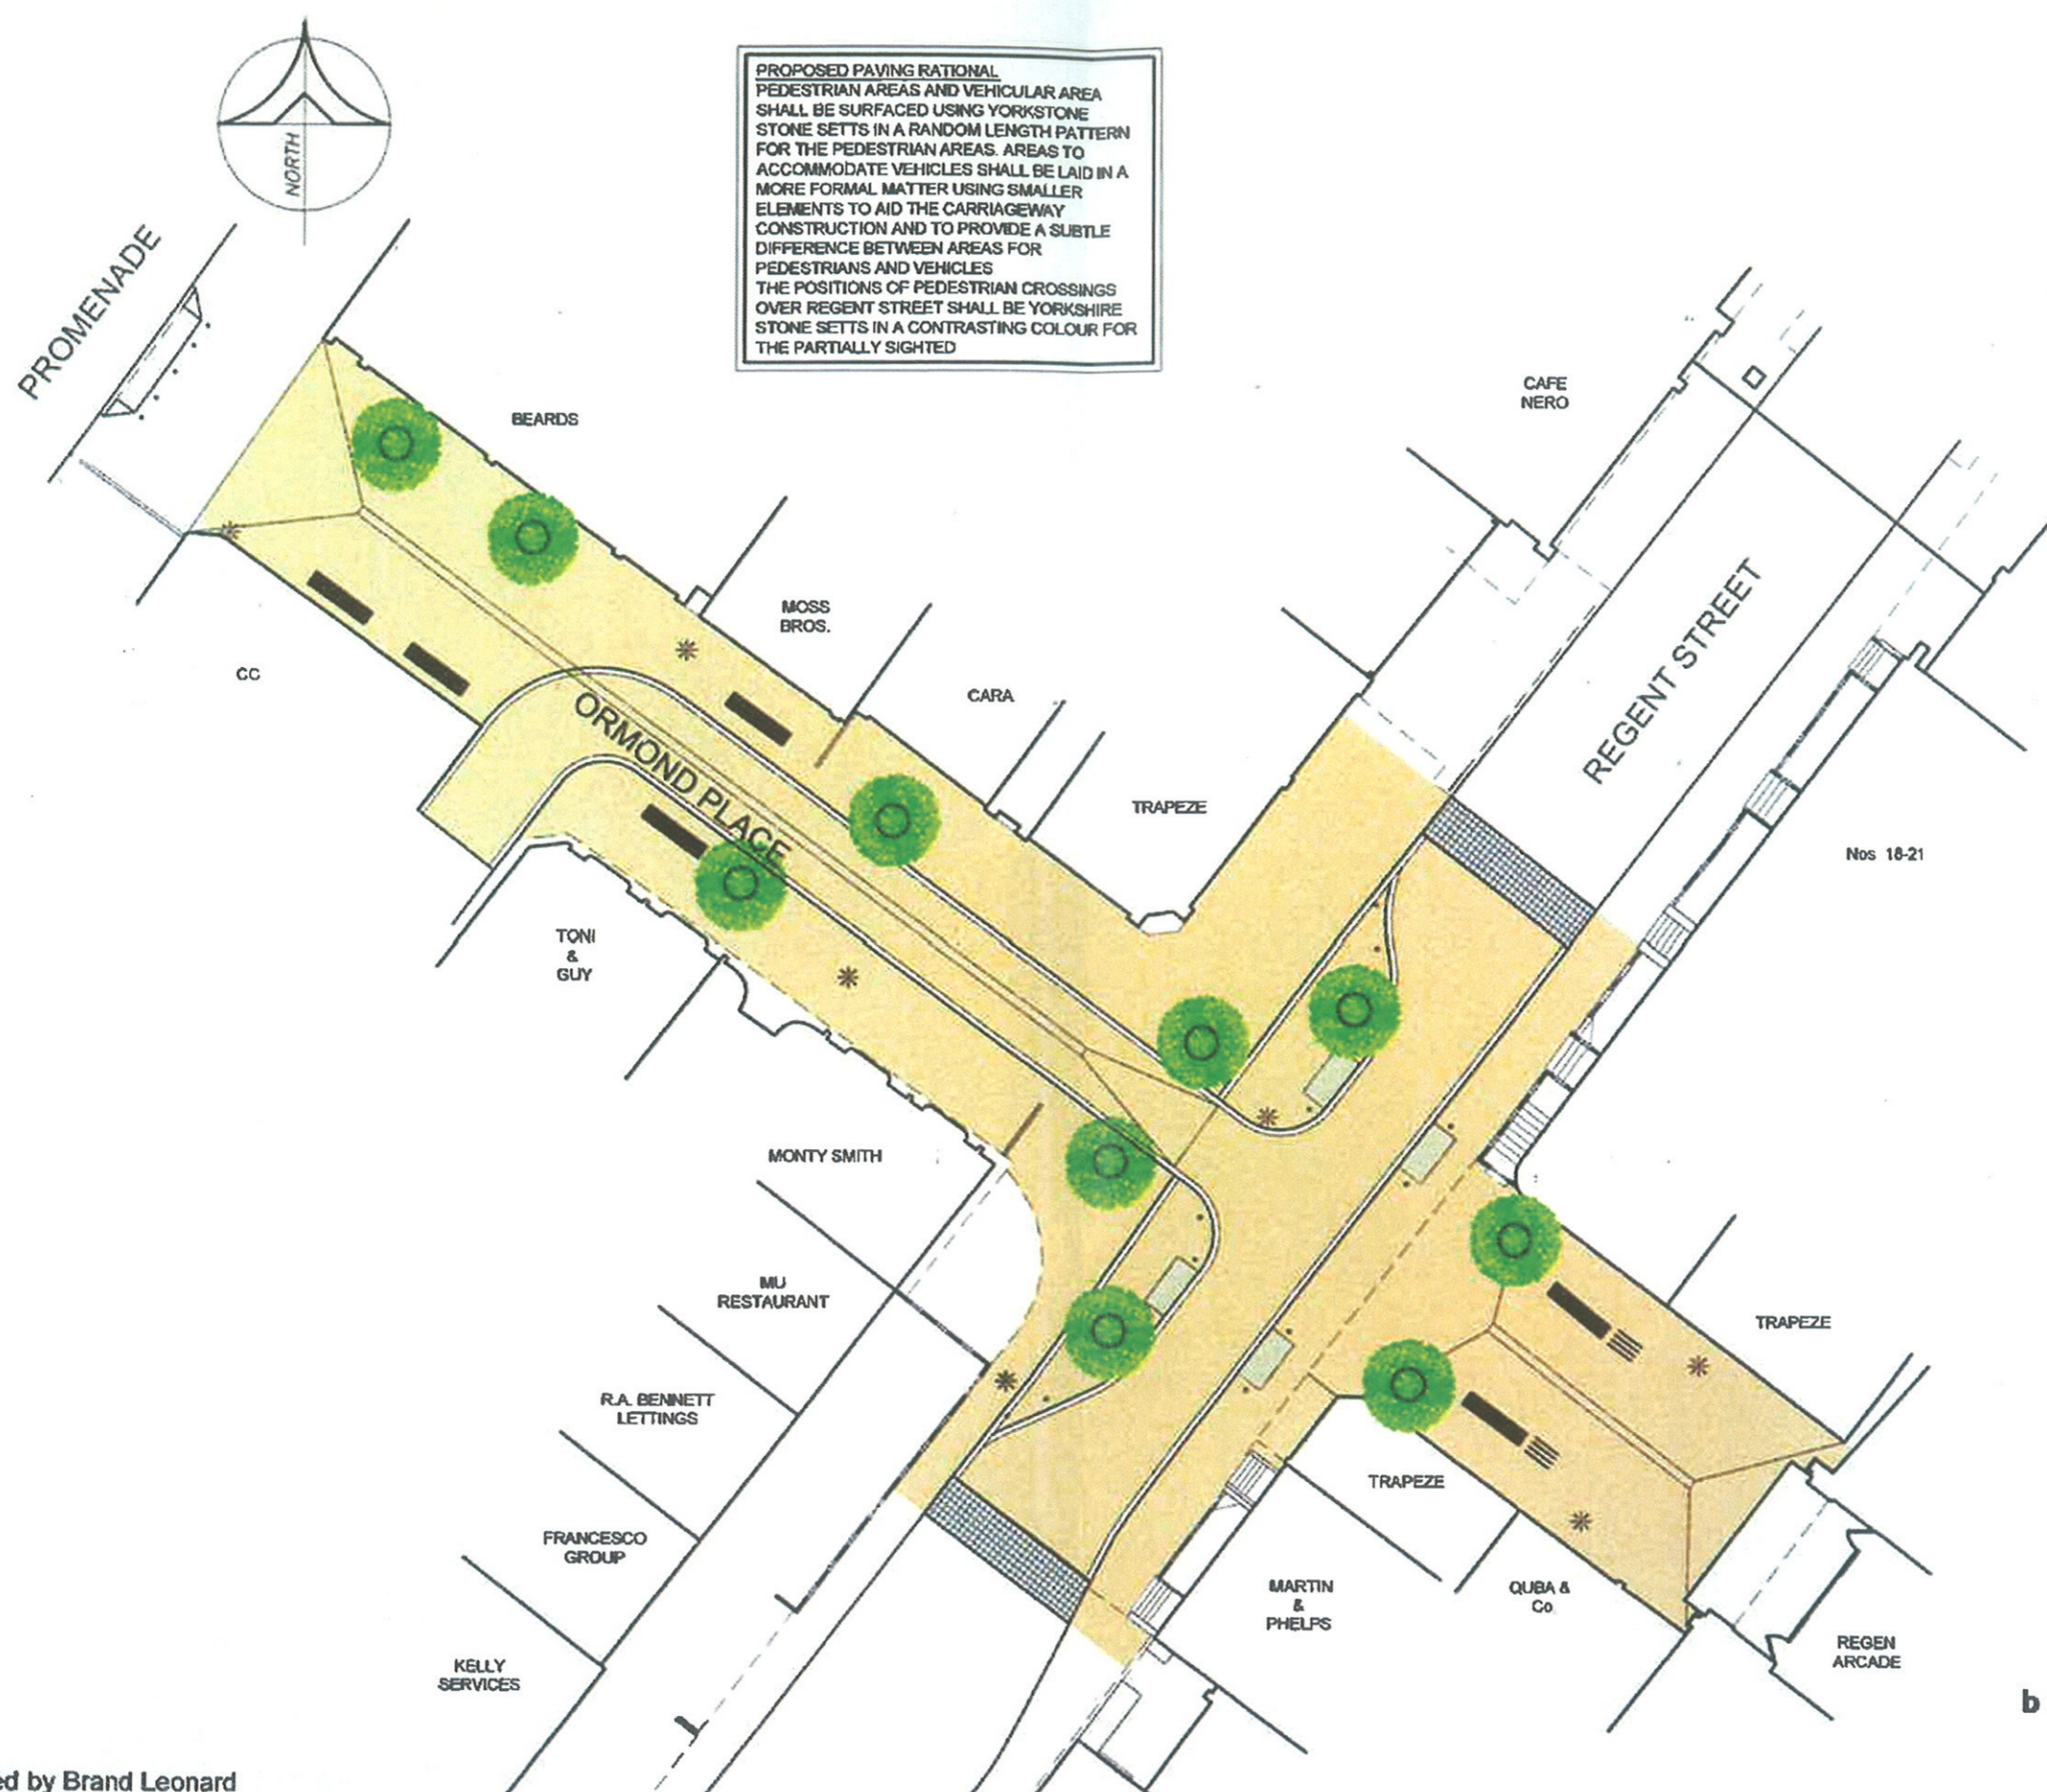 NORTH
PROPOSED PAVING RATIONAL
PEDESTRIAN AREAS AND VEHICULAR AREA
SHALL BE SURFACED USING YORKSTONE
STONE SETTS IN A RANDOM LENGTH PATTERN
FOR THE PEDESTRIAN AREAS. AREAS TO
ACCOMMODATE VEHICLES SHALL BE LAID IN A
MORE FORMAL MATTER USING SMALLER
ELEMENTS TO AID THE CARRIAGEWAY
CONSTRUCTION AND TO PROVIDE A SUBTLE
DIFFERENCE BETWEEN AREAS FOR
PEDESTRIANS AND VEHICLES
THE POSITIONS OF PEDESTRIAN CROSSINGS
OVER REGENT STREET SHALL BE YORKSHIRE
STONE SETTS IN A CONTRASTING COLOUR FOR
THE PARTIALLY SIGHTED
PROMENADE
BEARDS
CAFE
NERO
MOSS
BROS.
CC
CARA
REGENT STREET
ORMOND PLACE
TRAPEZE
Nos 18-21
TONI
&
GUY
MONTY SMITH
MU
RESTAURANT
TRAPEZE
R.A. BENNETT
LETTINGS
TRAPEZE
FRANCESCO
GROUP
MARTIN
&
PHELPS
QUBA &
Co.
KELLY
SERVICES
REGEN
ARCADE
b
ed by Brand Leonard